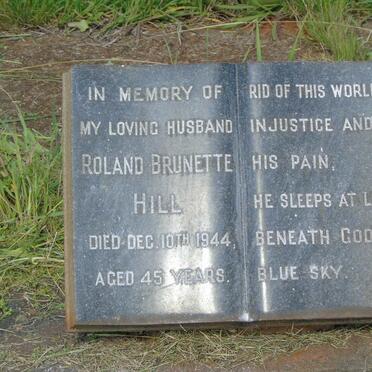 IN MEMORY OF
MY LOVING HUSBAND
ROLAND BRUNETTE
HILL
DIED DEC. 10TH 1944,
AGED 45 YEARS.
RID OF THIS WORLD
INJUSTICE AND
HIS PAIN,
HE SLEEPS AT L
BENEATH GOD
BLUE SKY.